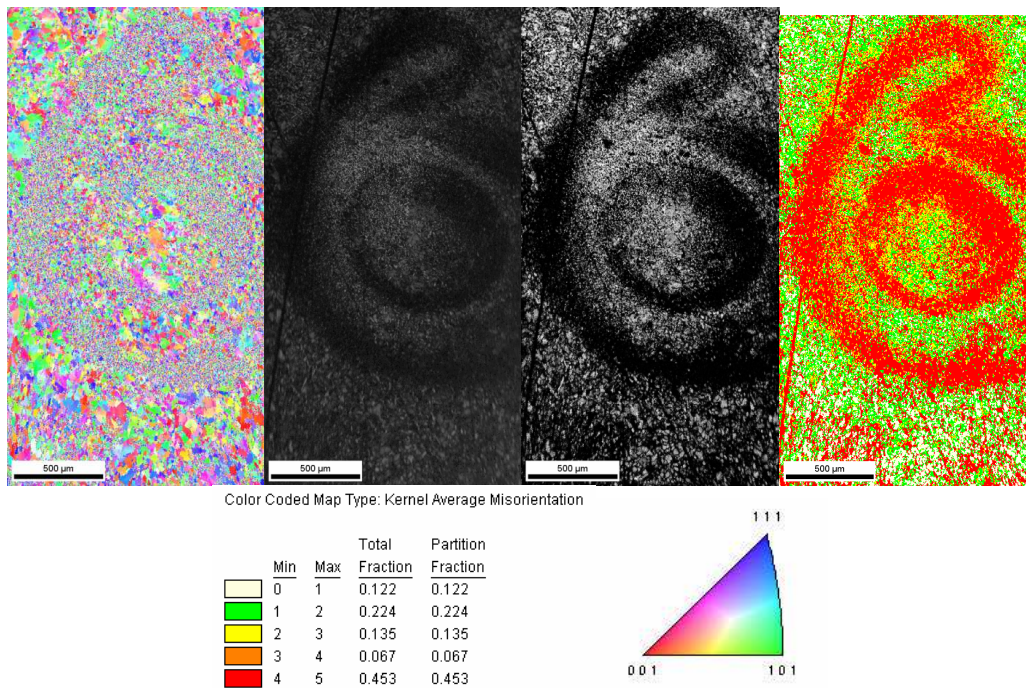 500 µm 500 µm 500 µm 500 µm
Color Coded Map Type: Kernel Average Misorientation
Total Partition
Min Max Fraction Fraction
0 1 0.122 0.122
1 2 0.224 0.224
2 3 0.135 0.135
3 4 0.067 0.067
4 5 0.453 0.453
1 1 1
0 0 1 1 0 1